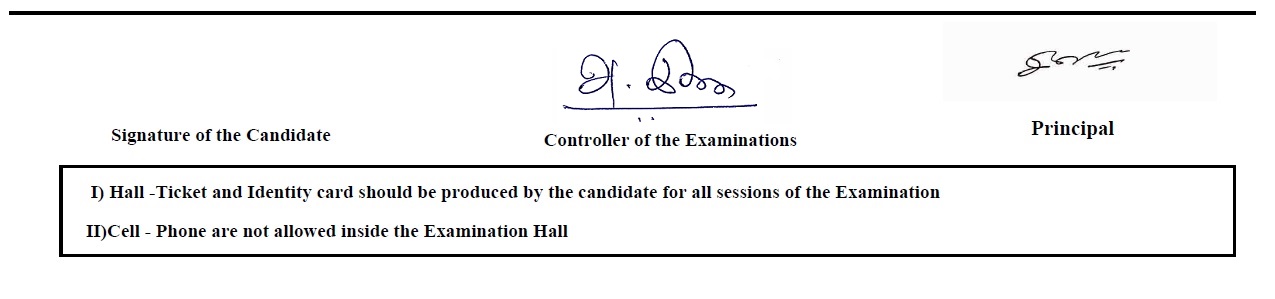 Signature of the Candidate
Controller of the Examinations
Principal
I) Hall -Ticket and Identity card should be produced by the candidate for all sessions of the Examination
II)Cell - Phone are not allowed inside the Examination Hall